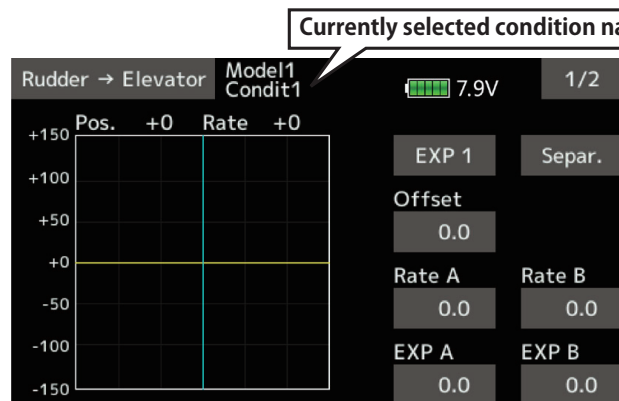 Currently selected condition na
Rudder → Elevator
Model1
Condit1
7.9V
1/2
Pos. +0 Rate +0
+150
+100
+50
+0
-50
-100
-150
EXP 1
Separ.
Offset
0.0
Rate A
Rate B
0.0
0.0
EXP A
EXP B
0.0
0.0